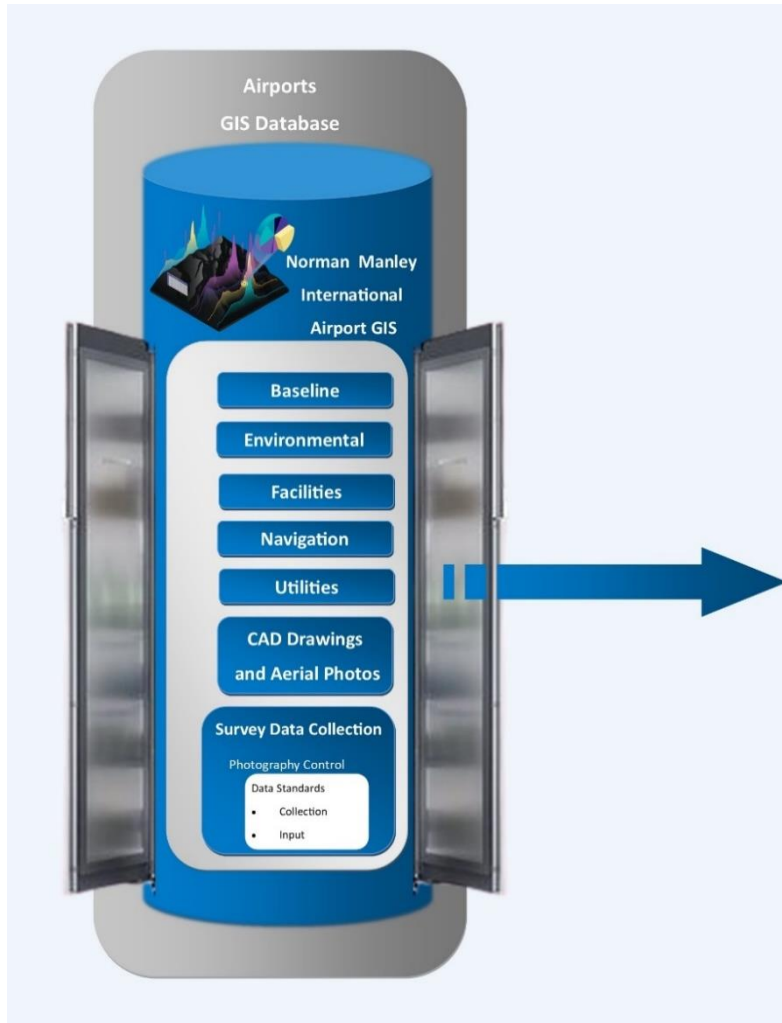 Airports
GIS Database
Norman Manley
International
Airport GIS
Baseline
Environmental
Facilities
Navigation
Utilities
CAD Drawings
and Aerial Photos
Survey Data Collection
Photography Control
Data Standards
• Collection
• Input